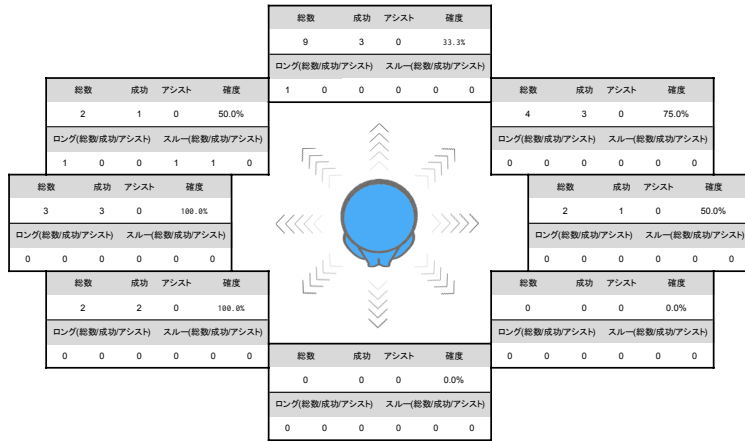 総数 成功 アシスト 確度
9 3 0 33.3%
ロング(総数/成功/アシスト) スルー(総数/成功/アシスト)
1 0 0 0 0 0
総数 成功 アシスト 確度
2 1 0 50.0%
ロング(総数/成功/アシスト) スルー(総数/成功/アシスト)
1 0 0 1 1 0
総数 成功 アシスト 確度
4 3 0 75.0%
ロング(総数/成功/アシスト) スルー(総数/成功/アシスト)
0 0 0 0 0 0
総数 成功 アシスト 確度
3 3 0 100.0%
ロング(総数/成功/アシスト) スルー(総数/成功/アシスト)
0 0 0 0 0 0
総数 成功 アシスト 確度
2 1 0 50.0%
ロング(総数/成功/アシスト) スルー(総数/成功/アシスト)
0 0 0 0 0 0
総数 成功 アシスト 確度
2 2 0 100.0%
ロング(総数/成功/アシスト) スルー(総数/成功/アシスト)
0 0 0 0 0 0
0 0 0 0.0%
ロング(総数/成功/アシスト) スルー(総数/成功/アシスト)
0 0 0 0 0 0
総数 成功 アシスト 確度
0 0 0 0.0%
ロング(総数/成功/アシスト) スルー(総数/成功/アシスト)
0 0 0 0 0 0